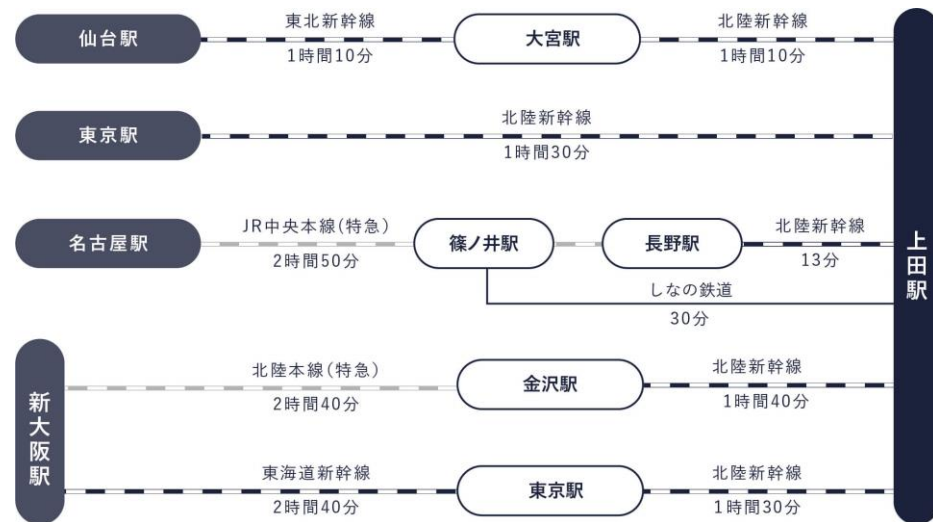 東北新幹線
北陸新幹線
仙台駅
大宮駅
1時間10分
1時間10分
北陸新幹線
東京駅
1時間30分
JR中央本線(特急)
北陸新幹線
名古屋駅
篠ノ井駅
長野駅
2時間50分
13分
しなの鉄道
30分
北陸本線(特急)
北陸新幹線
金沢駅
2時間40分
1時間40分
新大阪駅
東海道新幹線
北陸新幹線
東京駅
2時間40分
1時間30分
上田駅